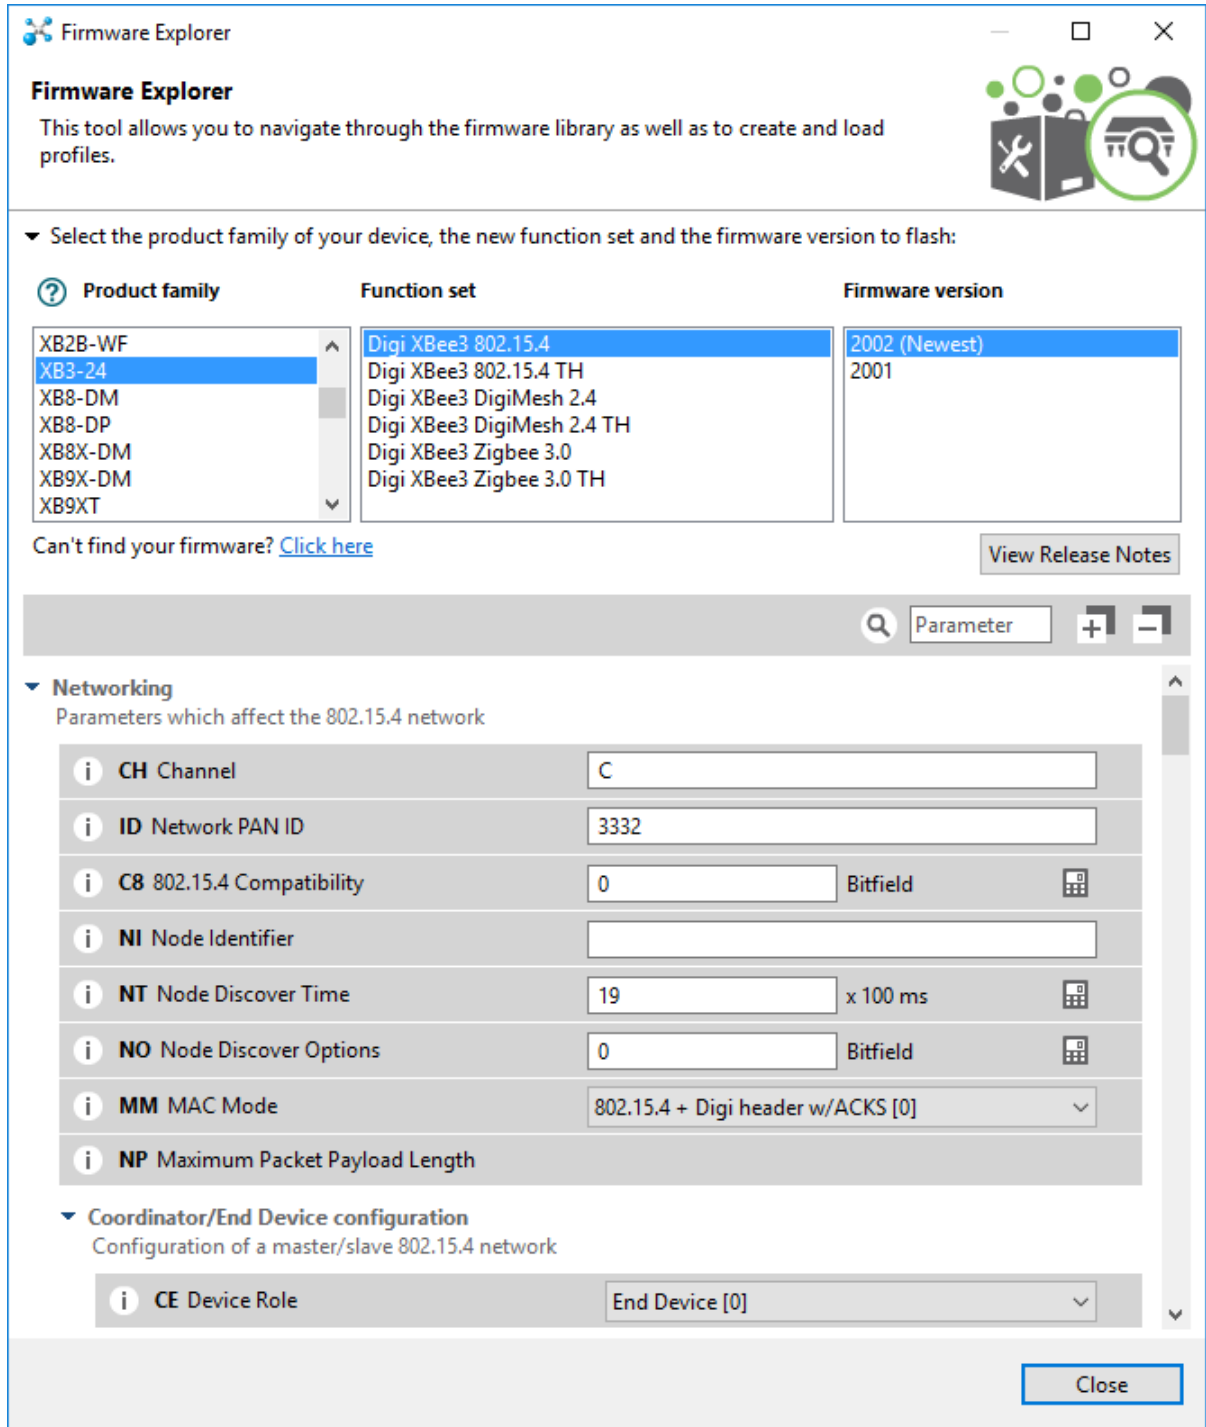 Firmware Explorer
Firmware Explorer
This tool allows you to navigate through the firmware library as well as to create and load
profiles.
Select the product family of your device, the new function set and the firmware version to flash:
Product family Function set Firmware version
XB2B-WF Digi XBee3 802.15.4 2002 (Newest)
XB3-24 Digi XBee3 802.15.4 TH 2001
XB8-DM Digi XBee3 DigiMesh 2.4
XB8-DP Digi XBee3 DigiMesh 2.4 TH
XB8X-DM Digi XBee3 Zigbee 3.0
XB9X-DM Digi XBee3 Zigbee 3.0 TH
XB9XT
Can't find your firmware? Click here
View Release Notes
Parameter
Networking
Parameters which affect the 802.15.4 network
i CH Channel C
i ID Network PAN ID 3332
i C8 802.15.4 Compatibility 0 Bitfield
i NI Node Identifier
i NT Node Discover Time 19 x 100 ms
i NO Node Discover Options 0 Bitfield
i MM MAC Mode 802.15.4 + Digi header w/ACKS [0]
i NP Maximum Packet Payload Length
Coordinator/End Device configuration
Configuration of a master/slave 802.15.4 network
i CE Device Role End Device [0]
Close